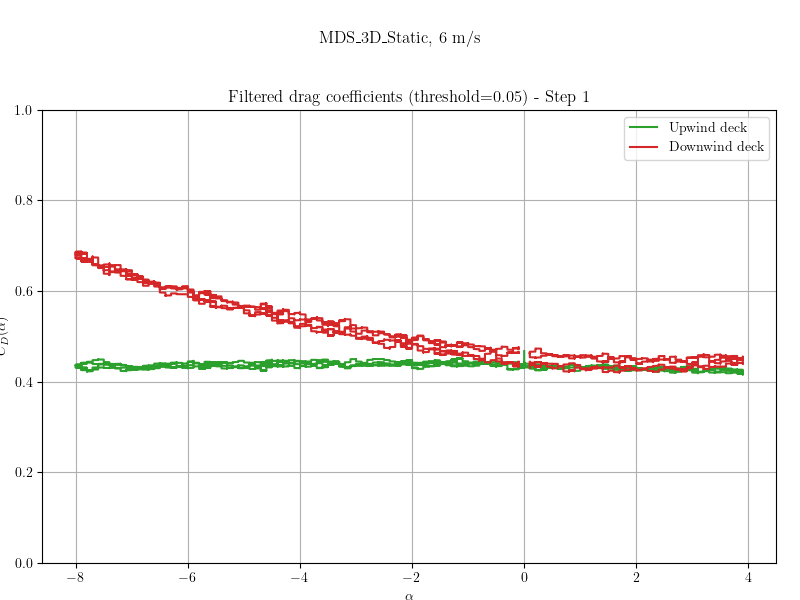 MDS_3D_Static, 6 m/s
Filtered drag coefficients (threshold=0.05) - Step 1
Upwind deck
Downwind deck
1.0
0.8
0.6
0.4
0.2
0.0
−8 −6 −4 −2 0 2 4
α